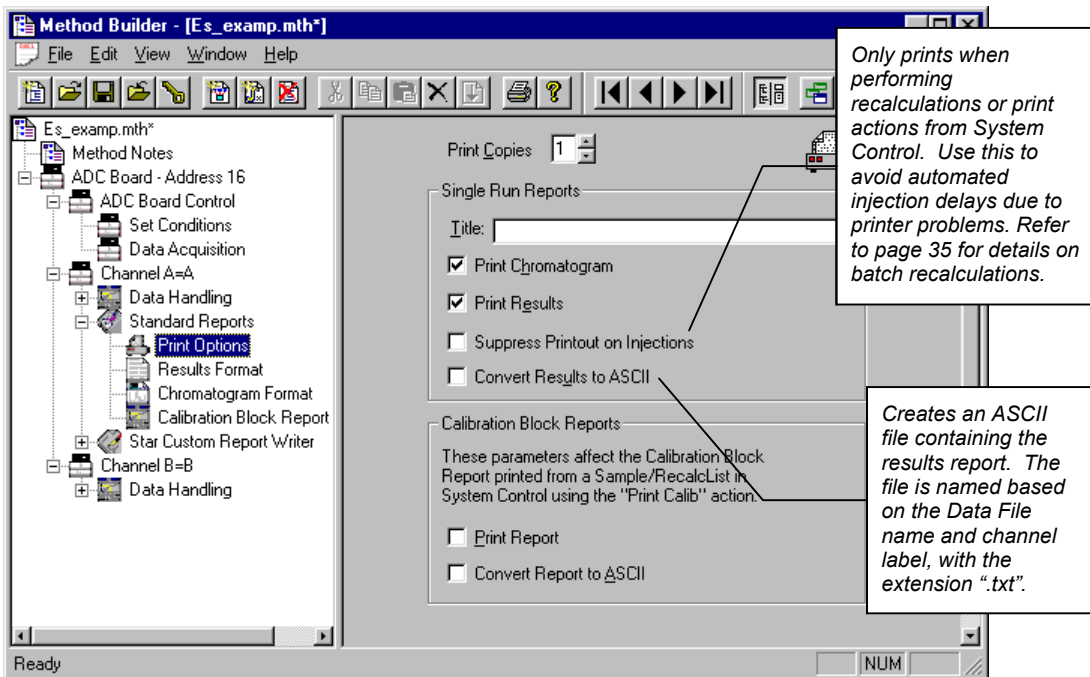 Method Builder - [Es_examp.mth*]
File Edit View Window Help
Es_examp.mth*
Method Notes
ADC Board - Address 16
ADC Board Control
Set Conditions
Data Acquisition
Channel A=A
Data Handling
Standard Reports
Print Options
Results Format
Chromatogram Format
Calibration Block Report
Star Custom Report Writer
Channel B=B
Data Handling
Print Copies 1
Single Run Reports
Title:
Print Chromatogram
Print Results
Suppress Printout on Injections
Convert Results to ASCII
Calibration Block Reports
These parameters affect the Calibration Block
Report printed from a Sample/RecalcList in
System Control using the "Print Calib" action.
Print Report
Convert Report to ASCII
Only prints when
performing
recalculations or print
actions from System
Control. Use this to
avoid automated
injection delays due to
printer problems. Refer
to page 35 for details on
batch recalculations.
Creates an ASCII
file containing the
results report. The
file is named based
on the Data File
name and channel
label, with the
extension “.txt”.
Ready
NUM